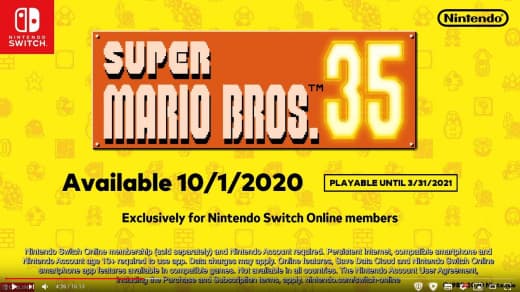 NINTENDO
SWITCH.
Nintendo
SUPER
MARIO BROS.™ 35
Available 10/1/2020
PLAYABLE UNTIL 3/31/2021
Exclusively for Nintendo Switch Online members
Nintendo Switch Online membership (sold separately) and Nintendo Account required. Persistent internet, compatible smartphone and
Nintendo Account age 13+ required to use app. Data charges may apply. Online features, Save Data Cloud and Nintendo Switch Online
smartphone app features available in compatible games. Not available in all countries. The Nintendo Account User Agreement,
including the Purchase and Subscription terms, apply. nintendo.com/switch-online